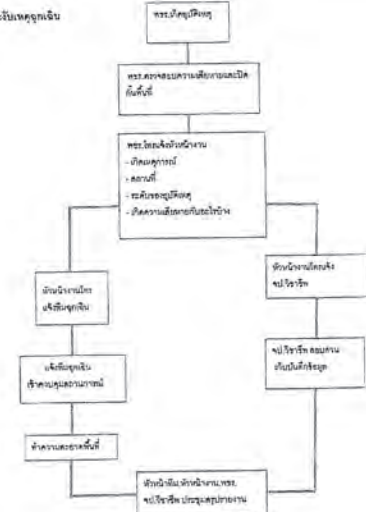 ะงับเหตุฉุกเฉิน
พขร.เกิดอุบัติเหตุ
พขร.ตรวจสอบความเสียหายและปิด
กั้นพื้นที่
พขร.โทรแจ้งหัวหน้างาน
- เกิดเหตุการณ์
- สถานที่
- ระดับของอุบัติเหตุ
- เกิดความเสียหายกับอะไรบ้าง
หัวหน้างานโทร
แจ้งทีมฉุกเฉิน
หัวหน้างานโทรแจ้ง
จป.วิชาชีพ
แจ้งทีมฉุกเฉิน
เข้าควบคุมสถานการณ์
จป.วิชาชีพ สอบสวน
เก็บบันทึกข้อมูล
ทำความสะอาดพื้นที่
หัวหน้าทีม,หัวหน้างาน,พขร.
จป.วิชาชีพ ประชุมสรุปรายงาน